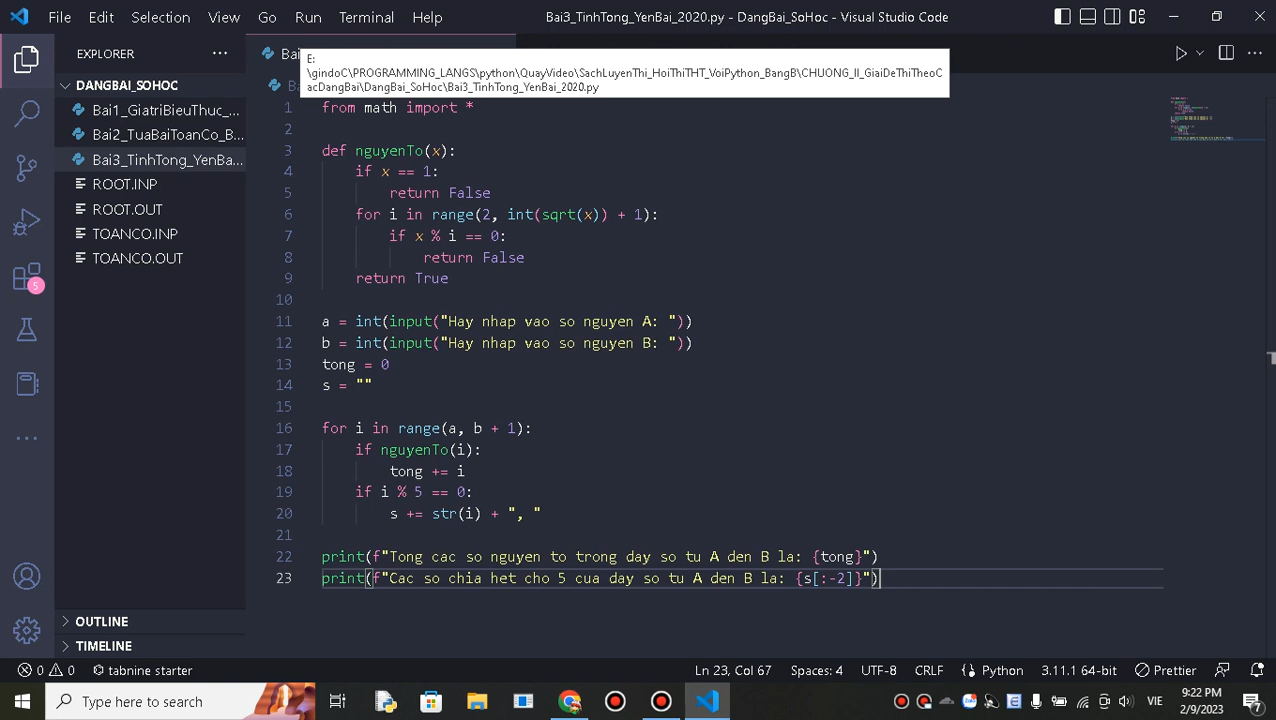 File Edit Selection View Go Run Terminal Help Bai3_TinhTong_YenBai_2020.py - DangBai_SoHoc - Visual Studio Code
EXPLORER
Bai
E:
\gindoC\PROGRAMMING_LANGS\python\QuayVideo\SachLuyenThi_HoiThiTHT_VoiPython_BangB\CHUONG_II_GiaiDeThiTheoC
acDangBai\DangBai_SoHoc\Bai3_TinhTong_YenBai_2020.py
DANGBAI_SOHOC
Bai1_GiatriBieuThuc_...
Bai2_TuaBaiToanCo_B...
Bai3_TinhTong_YenBa...
ROOT.INP
ROOT.OUT
TOANCO.INP
TOANCO.OUT
1 from math import *
2
3 def nguyenTo(x):
4 if x == 1:
5 return False
6 for i in range(2, int(sqrt(x)) + 1):
7 if x % i == 0:
8 return False
9 return True
10
11 a = int(input("Hay nhap vao so nguyen A: "))
12 b = int(input("Hay nhap vao so nguyen B: "))
13 tong = 0
14 s = ""
15
16 for i in range(a, b + 1):
17 if nguyenTo(i):
18 tong += i
19 if i % 5 == 0:
20 s += str(i) + ", "
21
22 print(f"Tong cac so nguyen to trong day so tu A den B la: {tong}")
23 print(f"Cac so chia het cho 5 cua day so tu A den B la: {s[:-2]}")
5
OUTLINE
TIMELINE
0 0 tabnine starter Ln 23, Col 67 Spaces: 4 UTF-8 CRLF Python 3.11.1 64-bit Prettier
Type here to search VIE 9:22 PM
2/9/2023